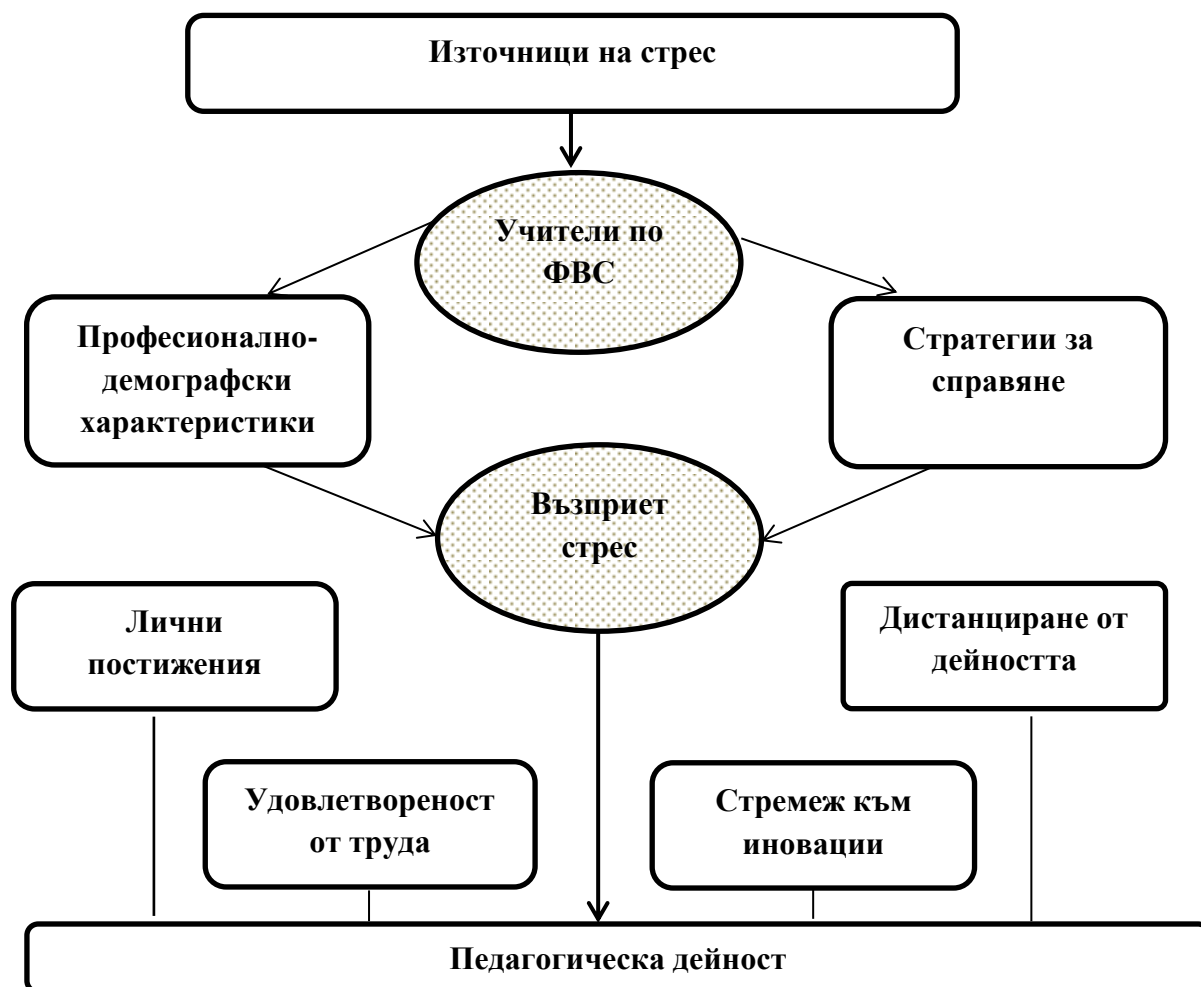 Източници на стрес
Учители по
ФВС
Професионално-
демографски
характеристики
Стратегии за
справяне
Възприет
стрес
Лични
постижения
Дистанциране от
дейността
Удовлетвореност
от труда
Стремеж към
иновации
Педагогическа дейност